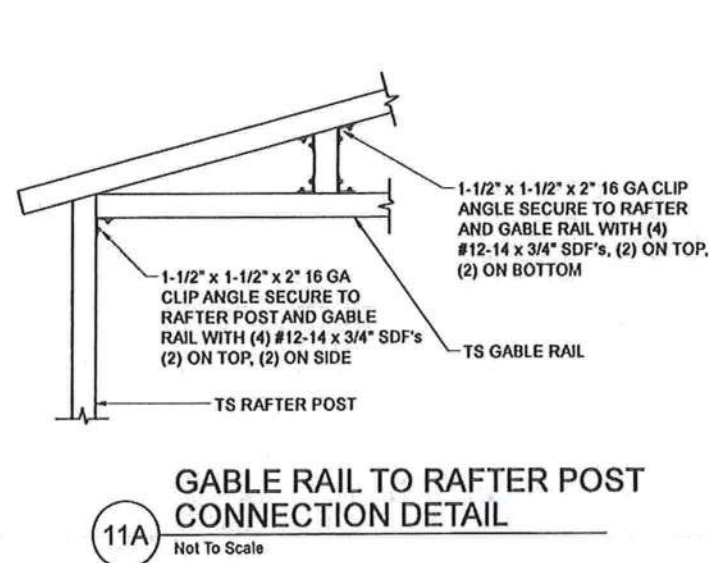 1-1/2" x 1-1/2" x 2" 16 GA CLIP
ANGLE SECURE TO RAFTER
AND GABLE RAIL WITH (4)
#12-14 x 3/4" SDF's, (2) ON TOP,
(2) ON BOTTOM
1-1/2" x 1-1/2" x 2" 16 GA
CLIP ANGLE SECURE TO
RAFTER POST AND GABLE
RAIL WITH (4) #12-14 x 3/4" SDF's
(2) ON TOP, (2) ON SIDE
TS GABLE RAIL
TS RAFTER POST
GABLE RAIL TO RAFTER POST
CONNECTION DETAIL
11A
Not To Scale